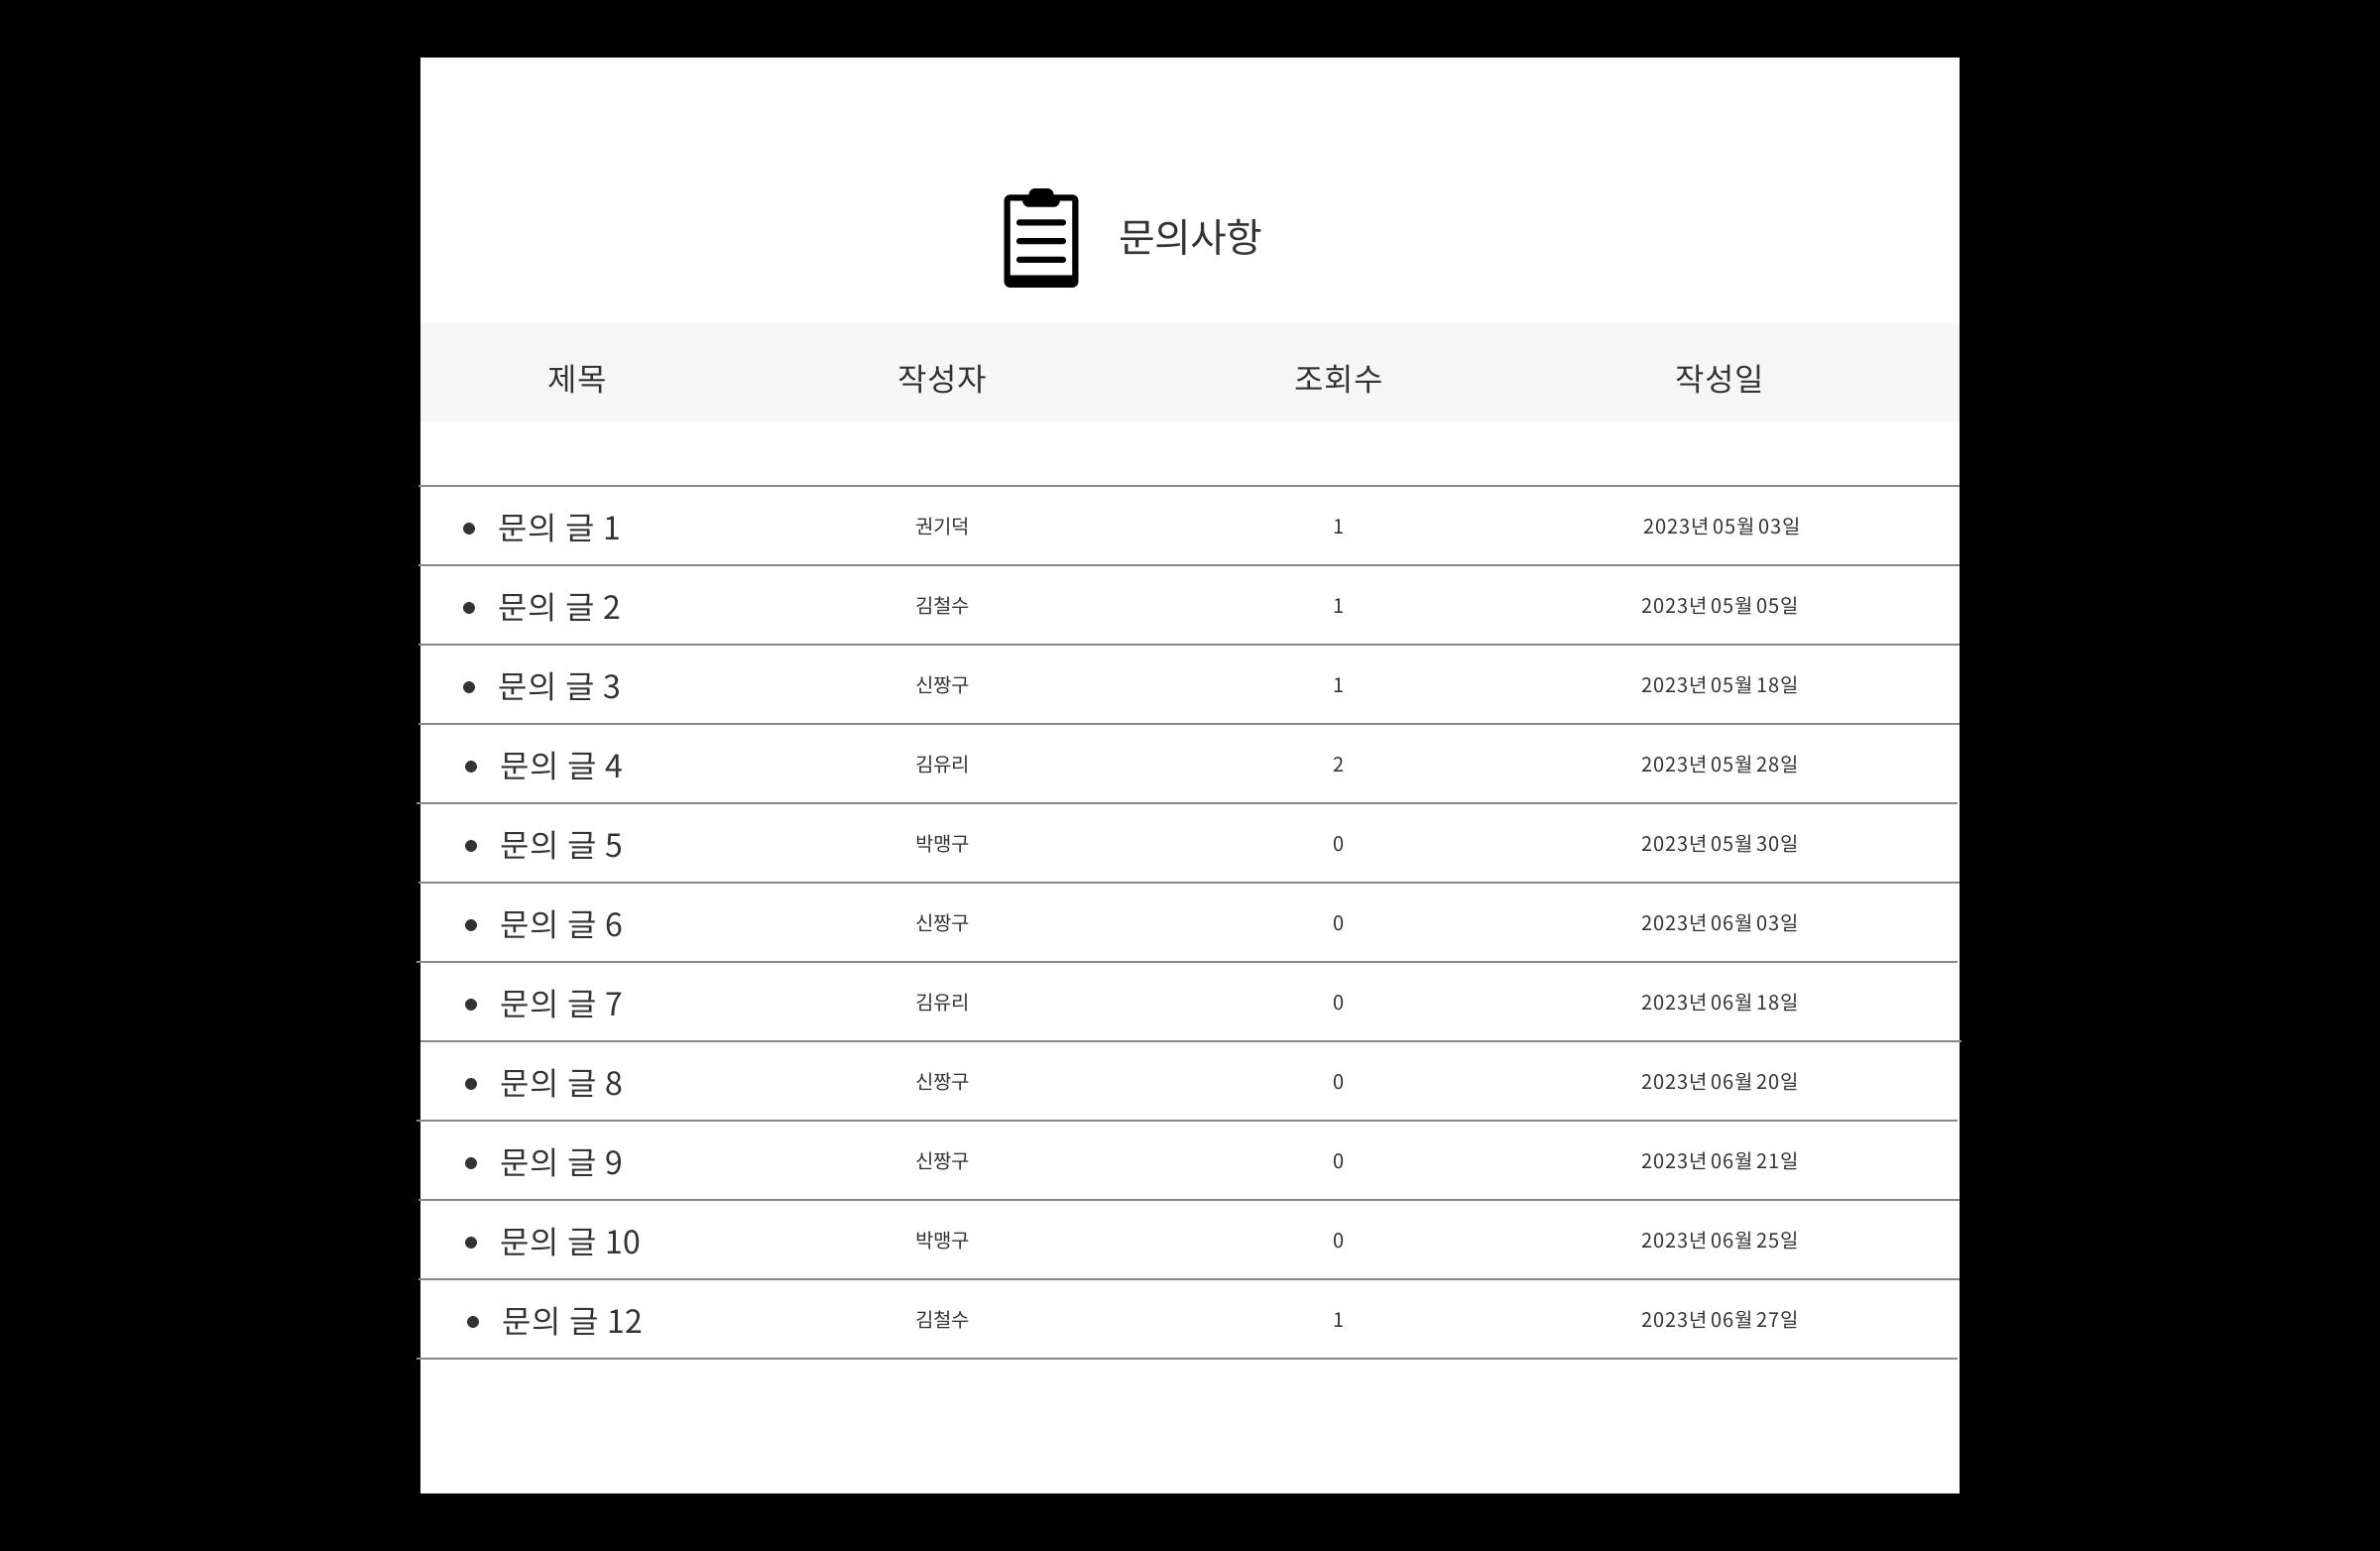 문의사항
제목 작성자 조회수 작성일
• 문의 글 1 권기덕 1 2023년 05월 03일
• 문의 글 2 김철수 1 2023년 05월 05일
• 문의 글 3 신짱구 1 2023년 05월 18일
• 문의 글 4 김유리 2 2023년 05월 28일
• 문의 글 5 박맹구 0 2023년 05월 30일
• 문의 글 6 신짱구 0 2023년 06월 03일
• 문의 글 7 김유리 0 2023년 06월 18일
• 문의 글 8 신짱구 0 2023년 06월 20일
• 문의 글 9 신짱구 0 2023년 06월 21일
• 문의 글 10 박맹구 0 2023년 06월 25일
• 문의 글 12 김철수 1 2023년 06월 27일